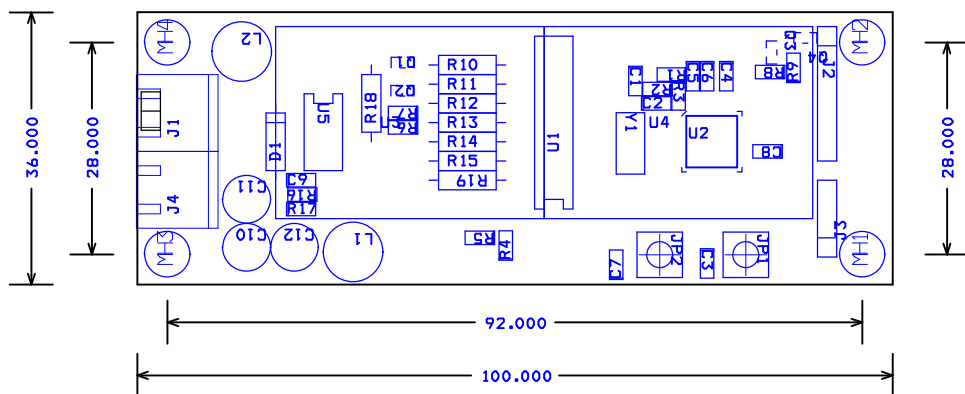 MH4
L2
Q1
Q2
R10
R11
R12
R13
R14
R15
R19
R18
U5
R7
R6
D1
C9
R16
R17
C11
C10
C12
L1
J1
J4
MH3
U1
C1
R1
R2
R3
C2
C5
C6
C4
Y1
U4
U2
C8
R8
R9
Q3
Q4
J2
MH2
J3
MH1
R5
R4
C7
JP2
C3
JP1
36.000
28.000
28.000
92.000
100.000